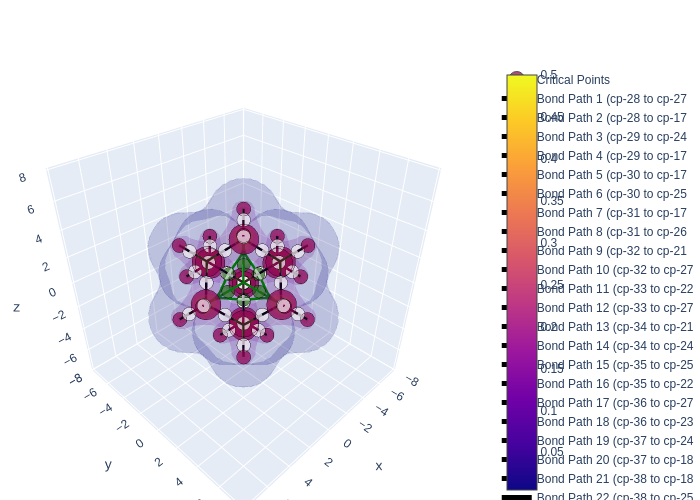 Critical Points
Bond Path 1 (cp-28 to cp-27
Bond Path 2 (cp-28 to cp-17
Bond Path 3 (cp-29 to cp-24
Bond Path 4 (cp-29 to cp-17
Bond Path 5 (cp-30 to cp-17
Bond Path 6 (cp-30 to cp-25
Bond Path 7 (cp-31 to cp-17
Bond Path 8 (cp-31 to cp-26
Bond Path 9 (cp-32 to cp-21
Bond Path 10 (cp-32 to cp-27
Bond Path 11 (cp-33 to cp-22
Bond Path 12 (cp-33 to cp-27
Bond Path 13 (cp-34 to cp-21
Bond Path 14 (cp-34 to cp-24
Bond Path 15 (cp-35 to cp-25
Bond Path 16 (cp-35 to cp-22
Bond Path 17 (cp-36 to cp-27
Bond Path 18 (cp-36 to cp-23
Bond Path 19 (cp-37 to cp-24
Bond Path 20 (cp-37 to cp-18
Bond Path 21 (cp-38 to cp-18
Bond Path 22 (cp-38 to cp-25
0.5
0.45
0.4
0.35
0.3
0.25
0.2
0.15
0.1
0.05
8
6
4
2
0
−2
−4
−6
−8
z
−8
−6
−4
−2
0
2
4
y
−8
−6
−4
−2
0
2
4
x